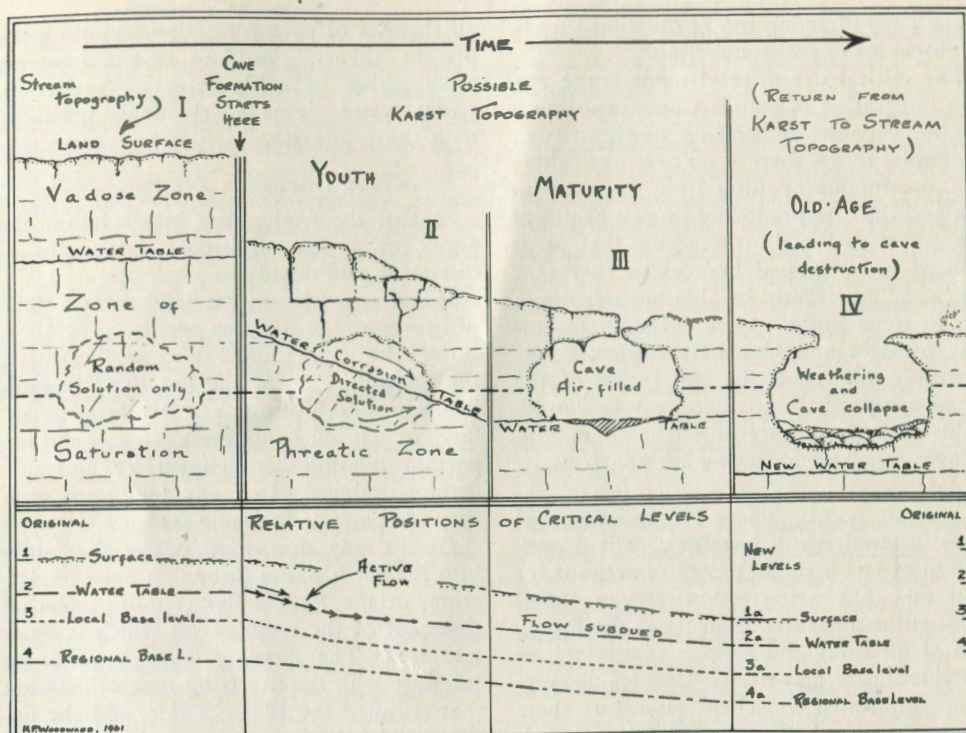 TIME
Stream
topography
I
LAND SURFACE
Vadose Zone
WATER TABLE
Zone of
Random
Solution only
Saturation
CAVE
FORMATION
STARTS
HERE
POSSIBLE
KARST TOPOGRAPHY
YOUTH
II
WATER TABLE
Corrosion
Directed
Solution
Phreatic Zone
MATURITY
III
Cave
Air-filled
WATER TABLE
(RETURN FROM
KARST TO STREAM
TOPOGRAPHY)
OLD·AGE
(leading to cave
destruction)
IV
Weathering
and
Cave collapse
NEW WATER TABLE
RELATIVE POSITIONS OF CRITICAL LEVELS
ORIGINAL
1 Surface
2 WATER TABLE
3 Local Base level
4 REGIONAL BASE L.
ACTIVE
FLOW
FLOW SUBDUED
NEW
LEVELS
1a Surface
2a Water Table
3a Local Base level
4a REGIONAL BASE LEVEL
ORIGINAL
1
2
3
4
H.P. WOODWARD, 1961